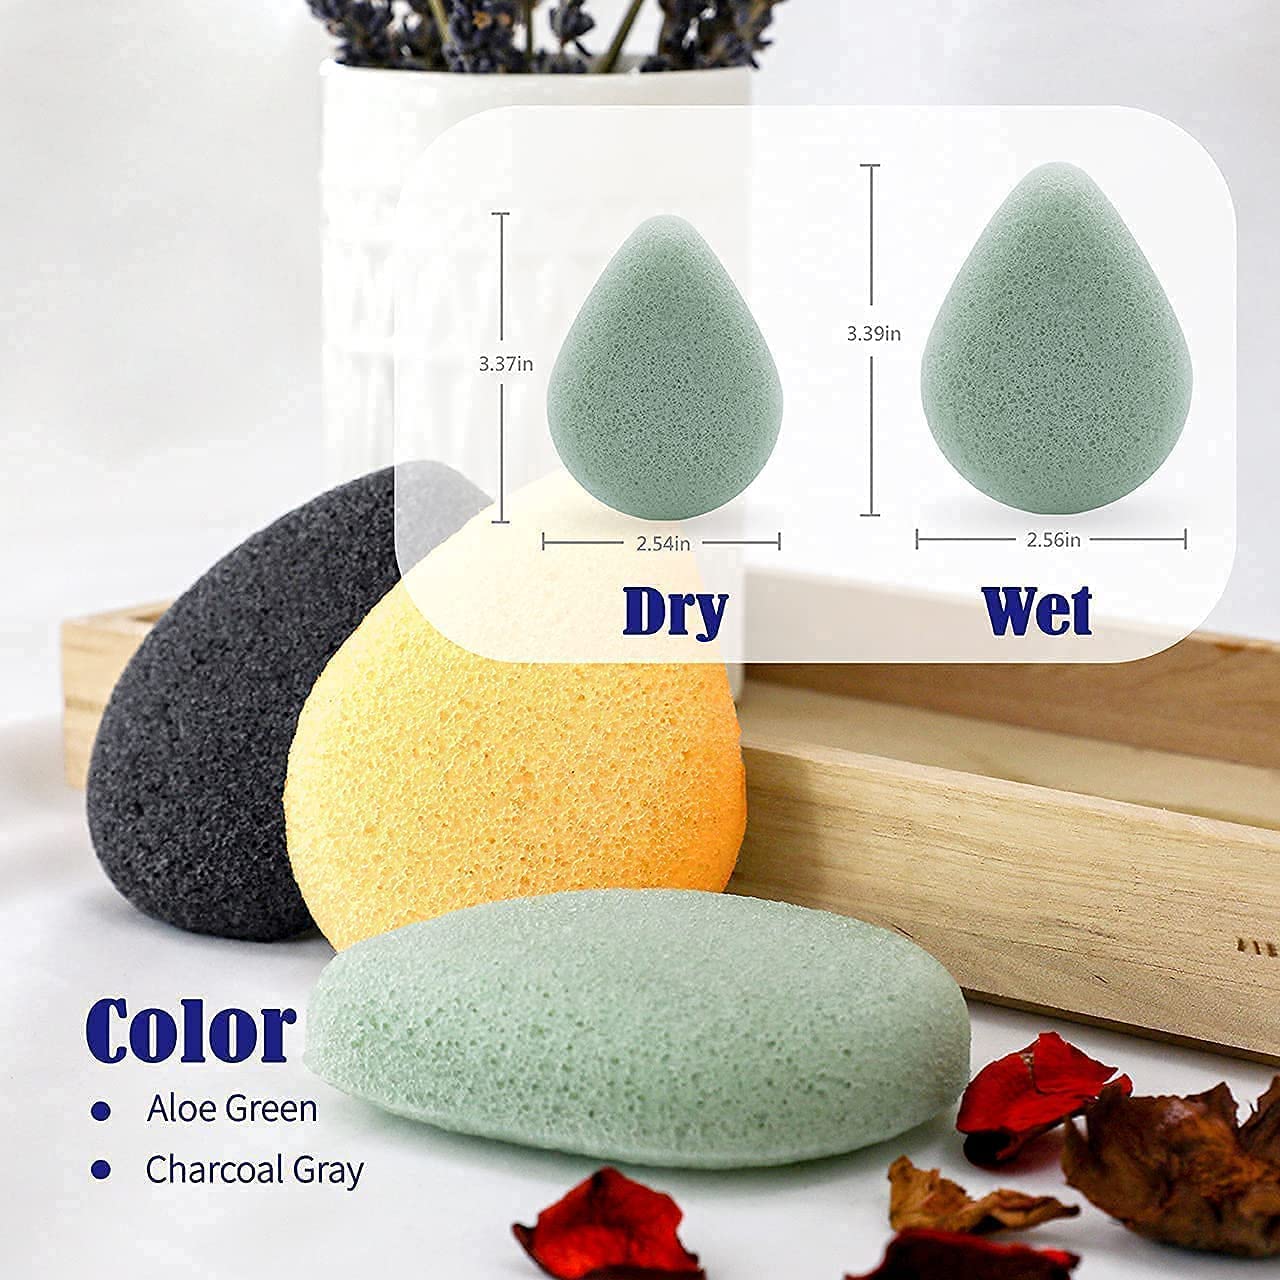 3.37in
3.39in
2.54in
2.56in
Dry
Wet
Color
• Aloe Green
• Charcoal Gray